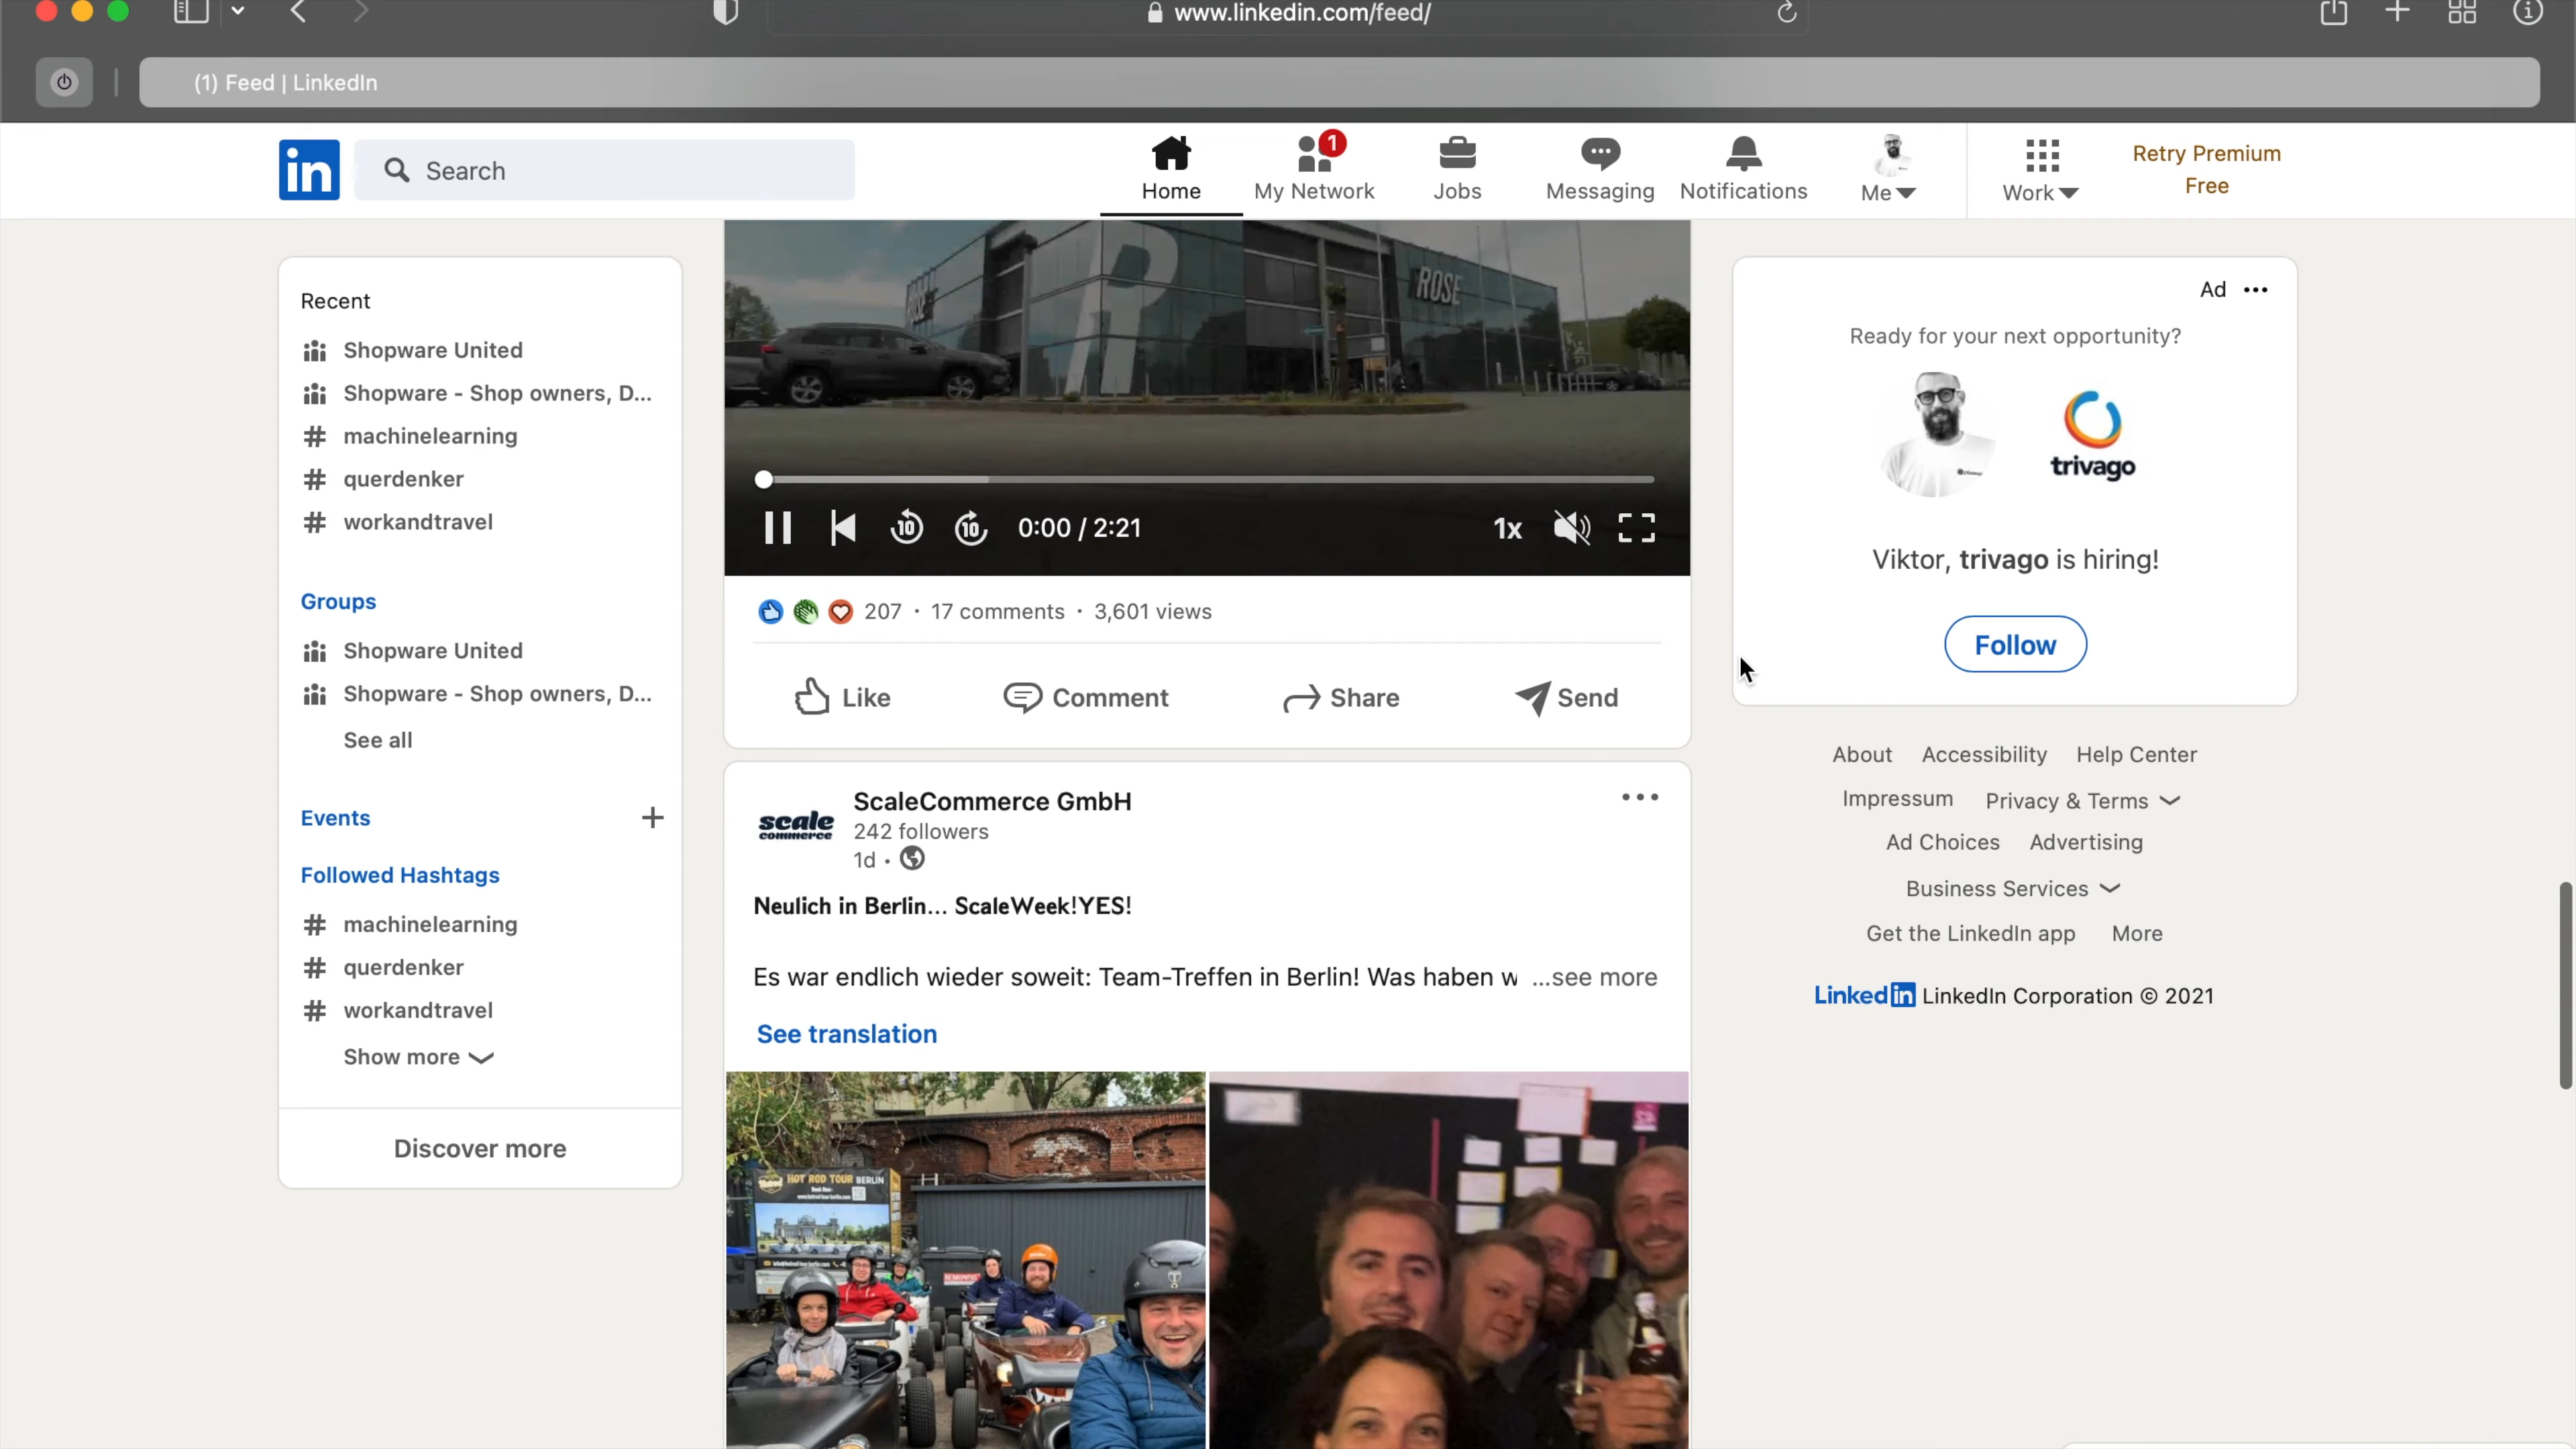 www.linkedin.com/feed/
(1) Feed | LinkedIn
in
Search
Home
1
My Network
Jobs
Messaging
Notifications
Me
Work
Retry Premium
Free
Recent
Shopware United
Shopware - Shop owners, D...
# machinelearning
# querdenker
# workandtravel
Groups
Shopware United
Shopware - Shop owners, D...
See all
Events
Followed Hashtags
# machinelearning
# querdenker
# workandtravel
Show more
Discover more
ROSE
10
10
0:00 / 2:21
1x
207 · 17 comments · 3,601 views
Like
Comment
Share
Send
scale
commerce
ScaleCommerce GmbH
242 followers
1d ·
Neulich in Berlin... ScaleWeek!YES!
Es war endlich wieder soweit: Team-Treffen in Berlin! Was haben w ...see more
See translation
HOT ROD TOUR BERLIN
Ad
Ready for your next opportunity?
trivago
Viktor, trivago is hiring!
Follow
About Accessibility Help Center
Impressum Privacy & Terms
Ad Choices Advertising
Business Services
Get the LinkedIn app More
LinkedIn LinkedIn Corporation © 2021